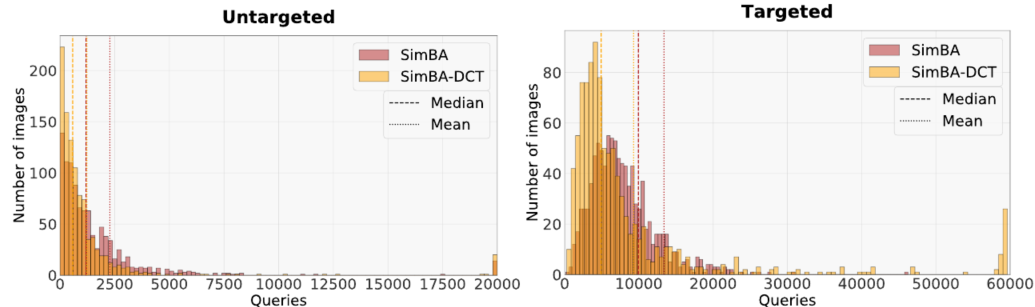 Untargeted
Number of images
200
150
100
50
0
0
2500
5000
7500
10000
12500
15000
17500
20000
Queries
SimBA
SimBA-DCT
Median
Mean
Targeted
Number of images
80
60
40
20
0
0
10000
20000
30000
40000
50000
60000
Queries
SimBA
SimBA-DCT
Median
Mean